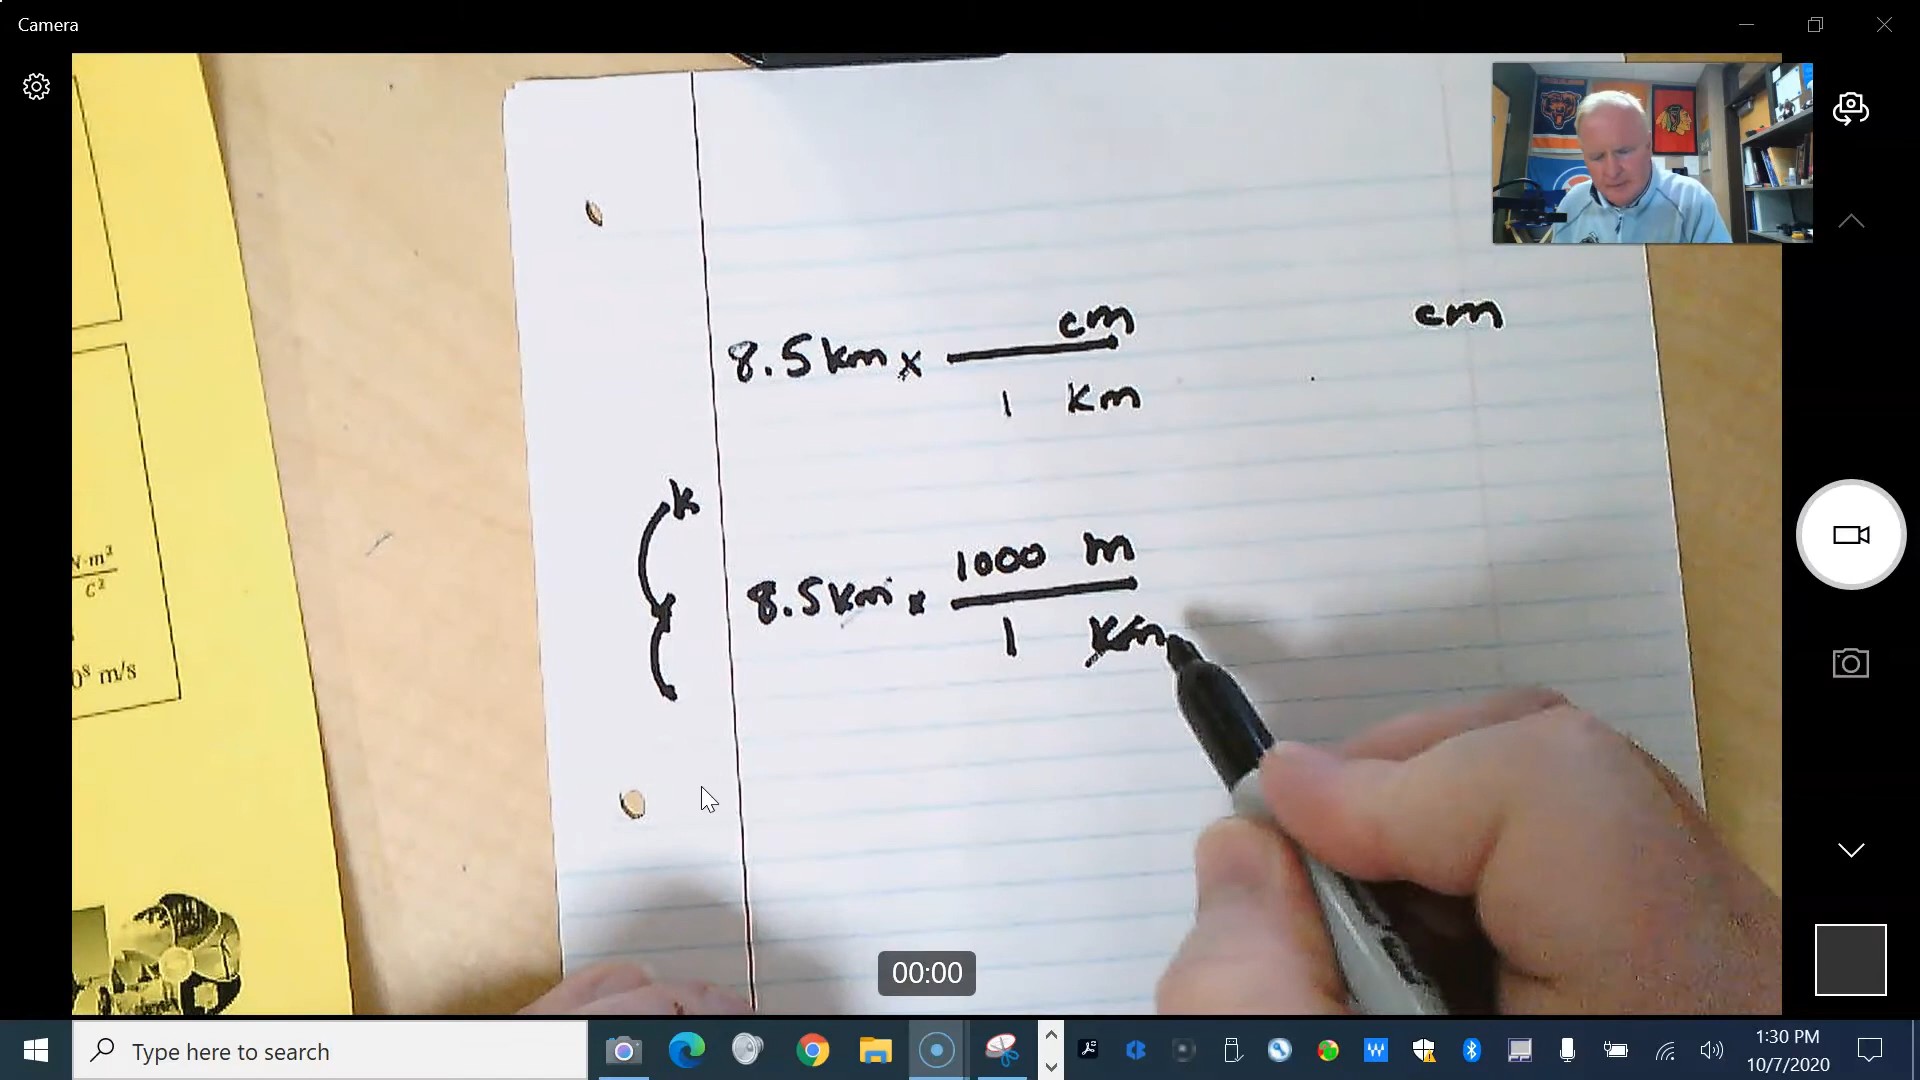 Camera
cm
cm
8.5 km x
1 km
k
1000 m
8.5 km x
1 km
N·m²
C²
0⁸ m/s
00:00
Type here to search
1:30 PM
10/7/2020